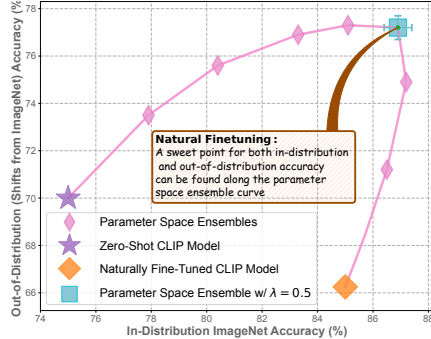 Out-of-Distribution (Shifts from ImageNet) Accuracy (%)
78
76
74
72
70
68
66
Natural Finetuning :
A sweet point for both in-distribution
and out-of-distribution accuracy
can be found along the parameter
space ensemble curve
Parameter Space Ensembles
Zero-Shot CLIP Model
Naturally Fine-Tuned CLIP Model
Parameter Space Ensemble w/ λ = 0.5
74 76 78 80 82 84 86 88
In-Distribution ImageNet Accuracy (%)